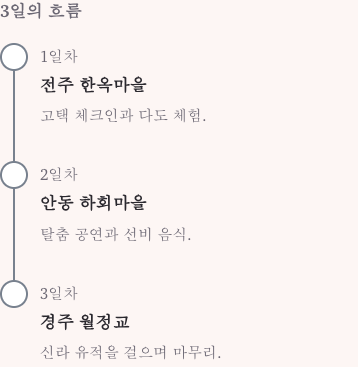 3일의 흐름
1일차
전주 한옥마을
고택 체크인과 다도 체험.
2일차
안동 하회마을
탈춤 공연과 선비 음식.
3일차
경주 월정교
신라 유적을 걸으며 마무리.